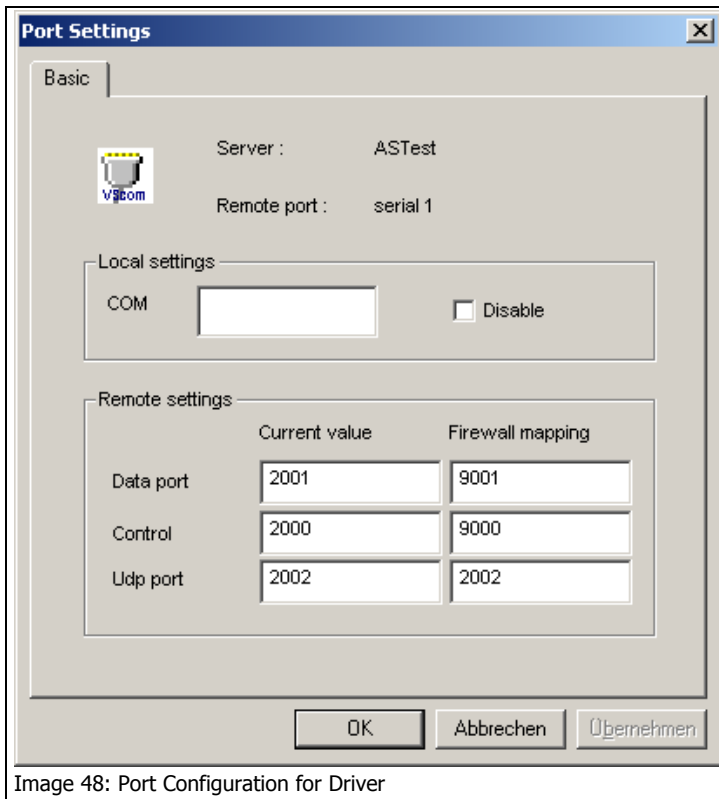 Port Settings
Basic
VScom
Server : ASTest
Remote port : serial 1
Local settings
COM
Disable
Remote settings
Current value Firewall mapping
Data port 2001 9001
Control 2000 9000
Udp port 2002 2002
OK Abbrechen Übernehmen
Image 48: Port Configuration for Driver